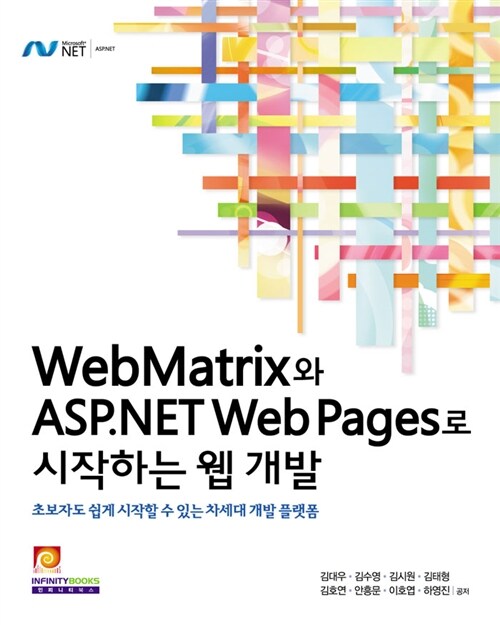 Microsoft®
.NET
ASP.NET
WebMatrix와
ASP.NET Web Pages로
시작하는 웹 개발
초보자도 쉽게 시작할 수 있는 차세대 개발 플랫폼
김대우 • 김수영 • 김시원 • 김태형
김호연 • 안흥문 • 이호엽 • 하영진 | 공저
INFINITYBOOKS
인피니티북스